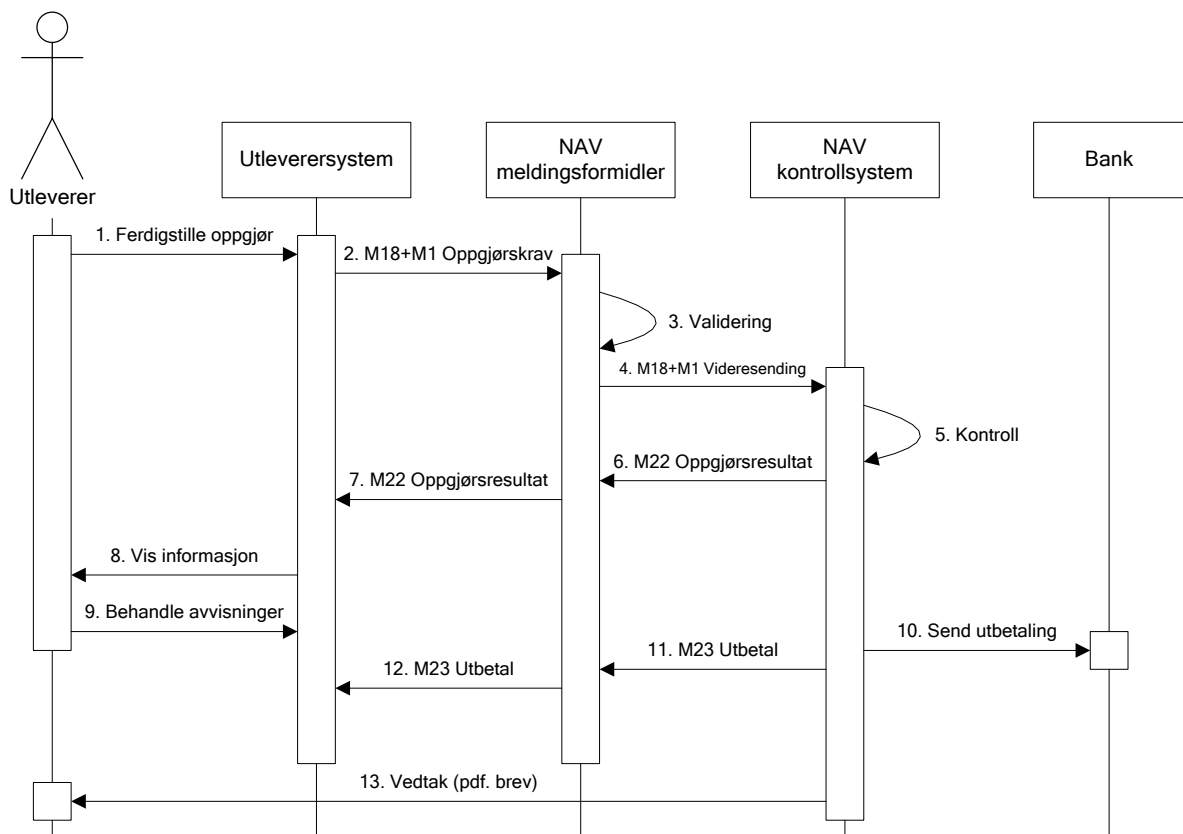 Utleverer
Utleverersystem
NAV
meldingsformidler
NAV
kontrollsystem
Bank
1. Ferdigstille oppgjør
2. M18+M1 Oppgjørskrav
3. Validering
4. M18+M1 Videresending
5. Kontroll
6. M22 Oppgjørsresultat
7. M22 Oppgjørsresultat
8. Vis informasjon
9. Behandle avvisninger
10. Send utbetaling
11. M23 Utbetal
12. M23 Utbetal
13. Vedtak (pdf. brev)